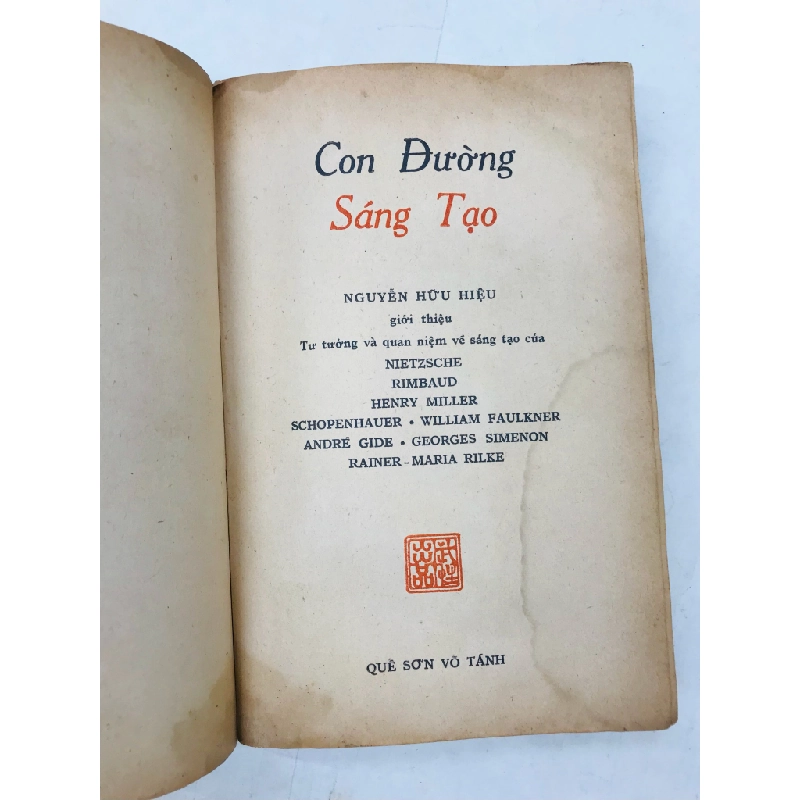 Con Đường
Sáng Tạo
NGUYỄN HỮU HIỆU
giới thiệu
Tư tưởng và quan niệm về sáng tạo của
NIETZSCHE
RIMBAUD
HENRY MILLER
SCHOPENHAUER • WILLIAM FAULKNER
ANDRÉ GIDE • GEORGES SIMENON
RAINER-MARIA RILKE
QUẾ SƠN VÕ TÁNH